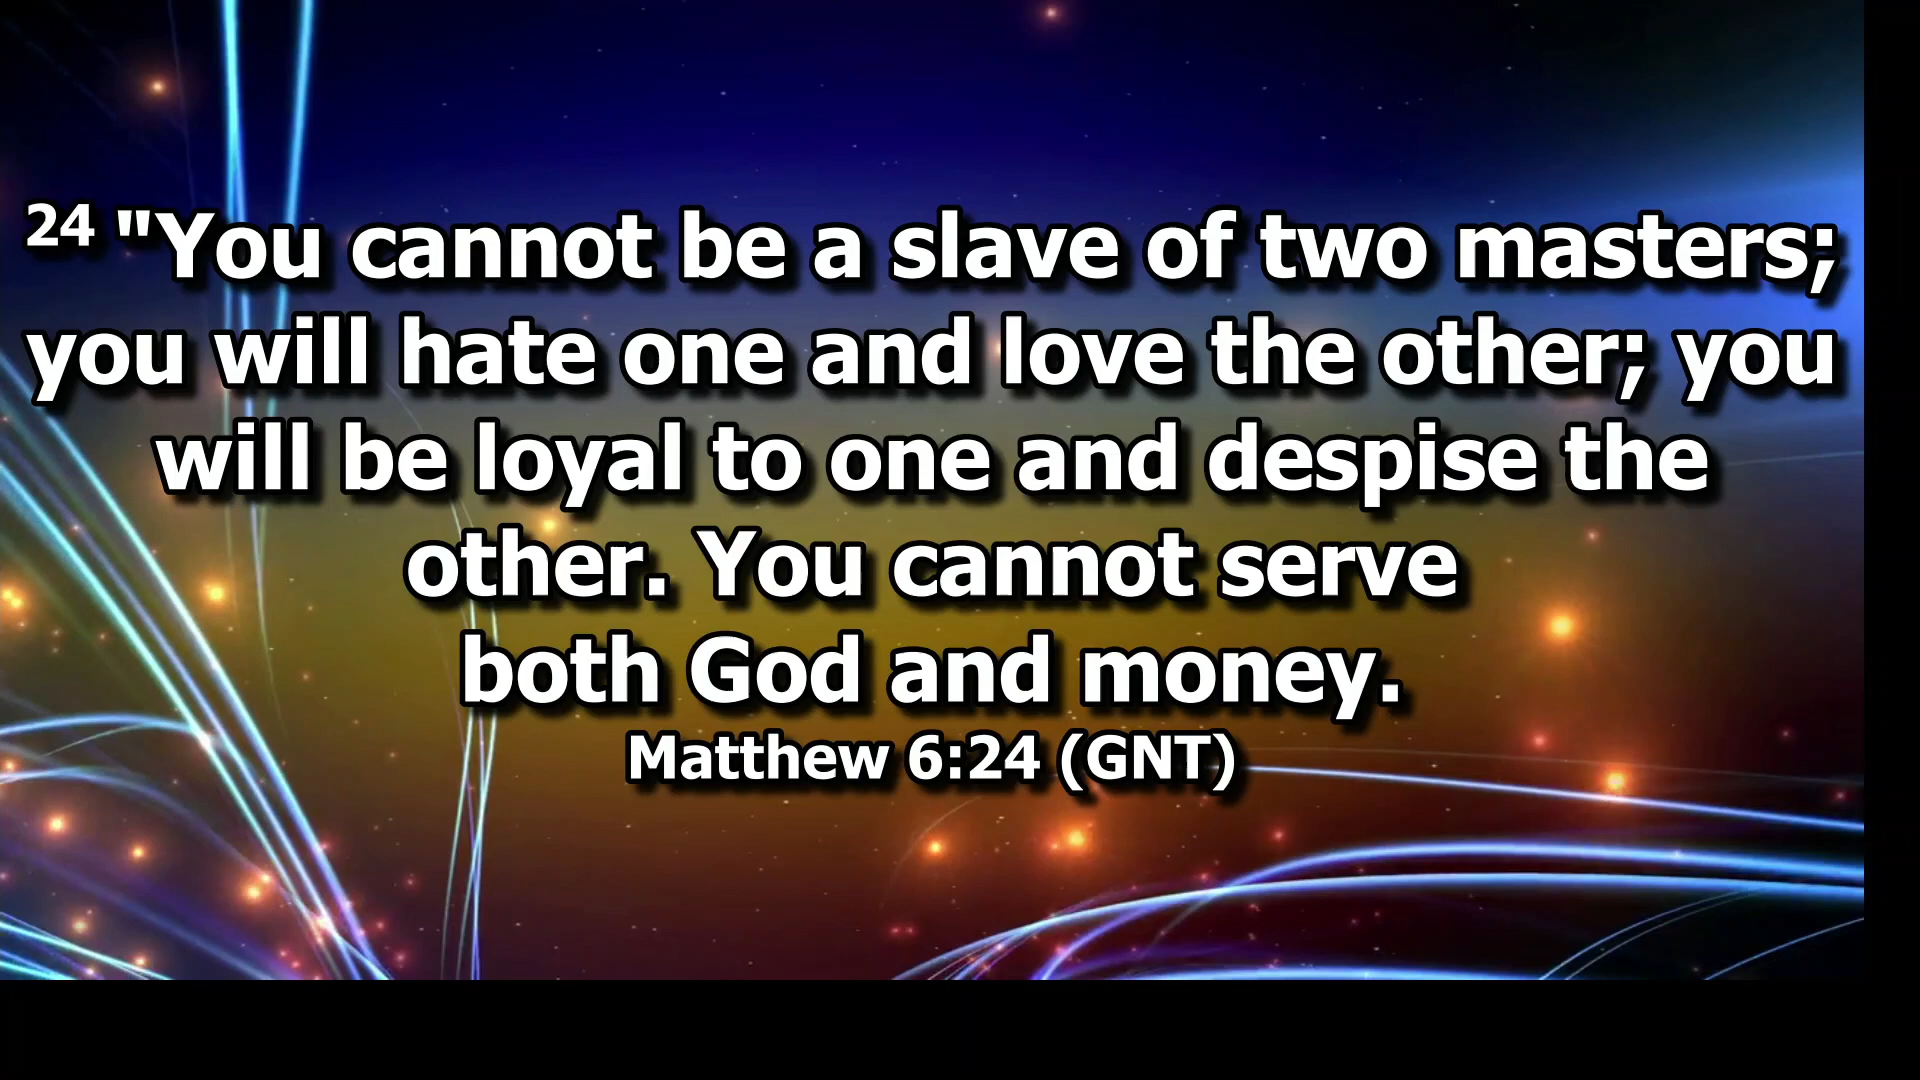 24 "You cannot be a slave of two masters;
you will hate one and love the other; you
will be loyal to one and despise the
other. You cannot serve
both God and money.
Matthew 6:24 (GNT)